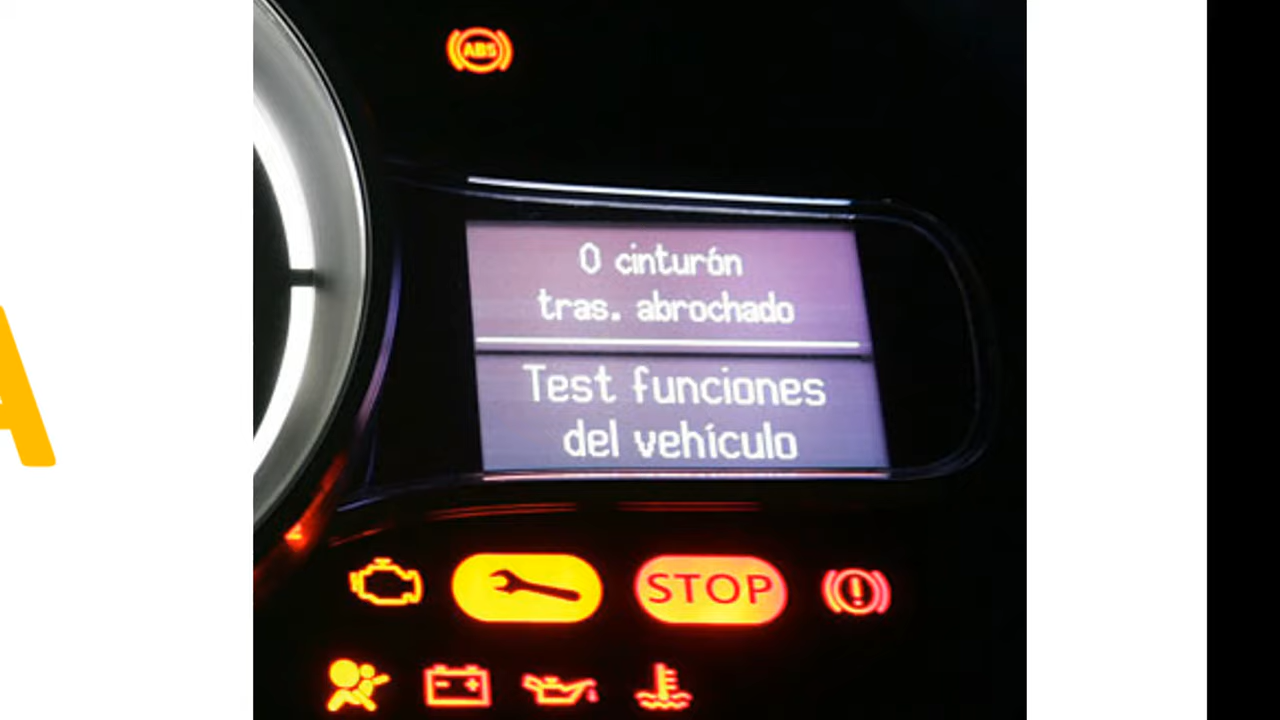 ABS
0 cinturón
tras. abrochado
Test funciones
del vehículo
STOP
A